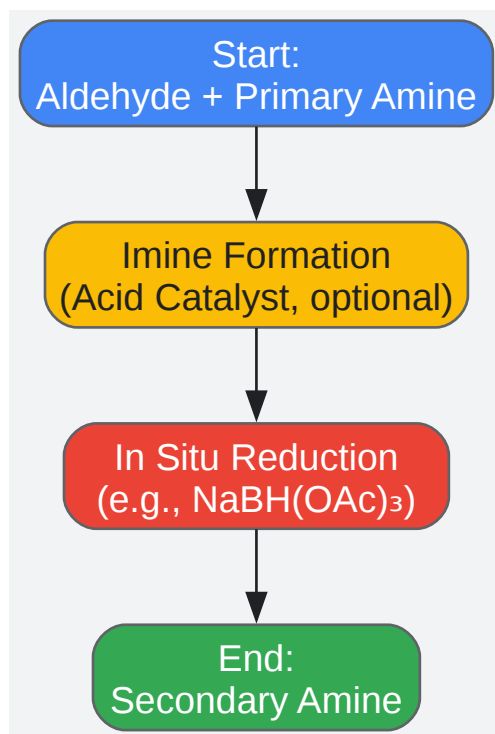 Start:
Aldehyde + Primary Amine
Imine Formation
(Acid Catalyst, optional)
In Situ Reduction
(e.g., NaBH(OAc)₃)
End:
Secondary Amine